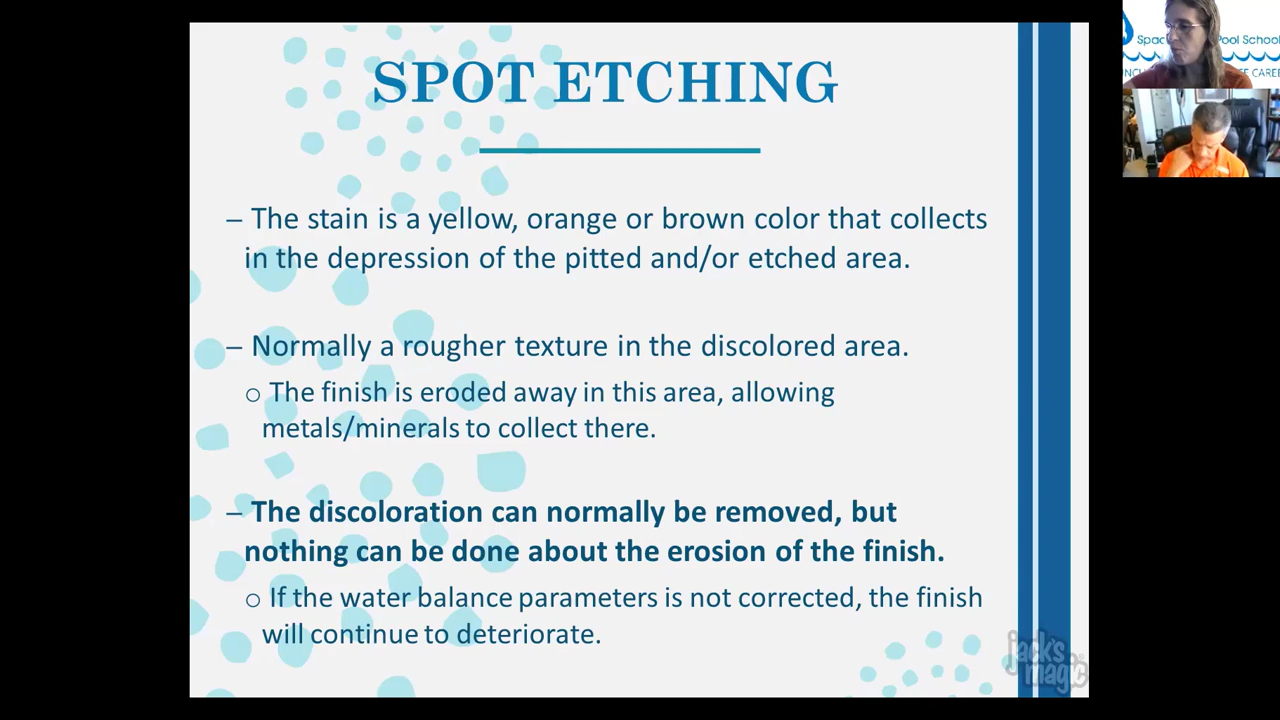 SPOT ETCHING
– The stain is a yellow, orange or brown color that collects
in the depression of the pitted and/or etched area.
– Normally a rougher texture in the discolored area.
o The finish is eroded away in this area, allowing
metals/minerals to collect there.
– The discoloration can normally be removed, but
nothing can be done about the erosion of the finish.
o If the water balance parameters is not corrected, the finish
will continue to deteriorate.
jack's
magic
Pool School